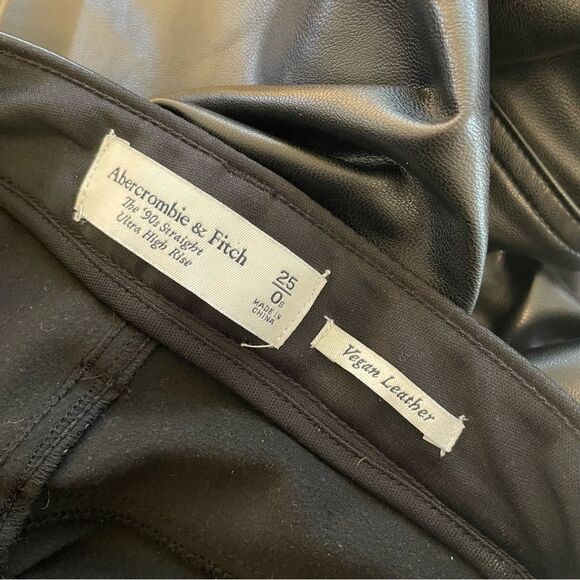 Abercrombie & Fitch
The '90s Straight
Ultra High Rise
25
0S
MADE IN
CHINA
Vegan Leather